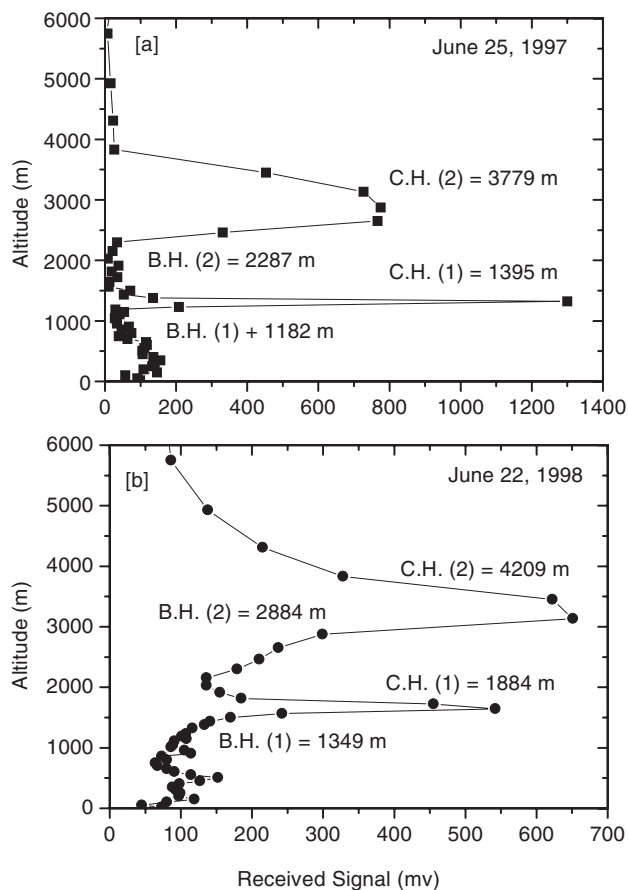 6000
[a]
June 25, 1997
5000
4000
C.H. (2) = 3779 m
3000
B.H. (2) = 2287 m
C.H. (1) = 1395 m
2000
B.H. (1) + 1182 m
1000
0
Altitude (m)
0 200 400 600 800 1000 1200 1400
6000
[b]
June 22, 1998
5000
4000
C.H. (2) = 4209 m
B.H. (2) = 2884 m
3000
2000
C.H. (1) = 1884 m
B.H. (1) = 1349 m
1000
0
Altitude (m)
0 100 200 300 400 500 600 700
Received Signal (mv)